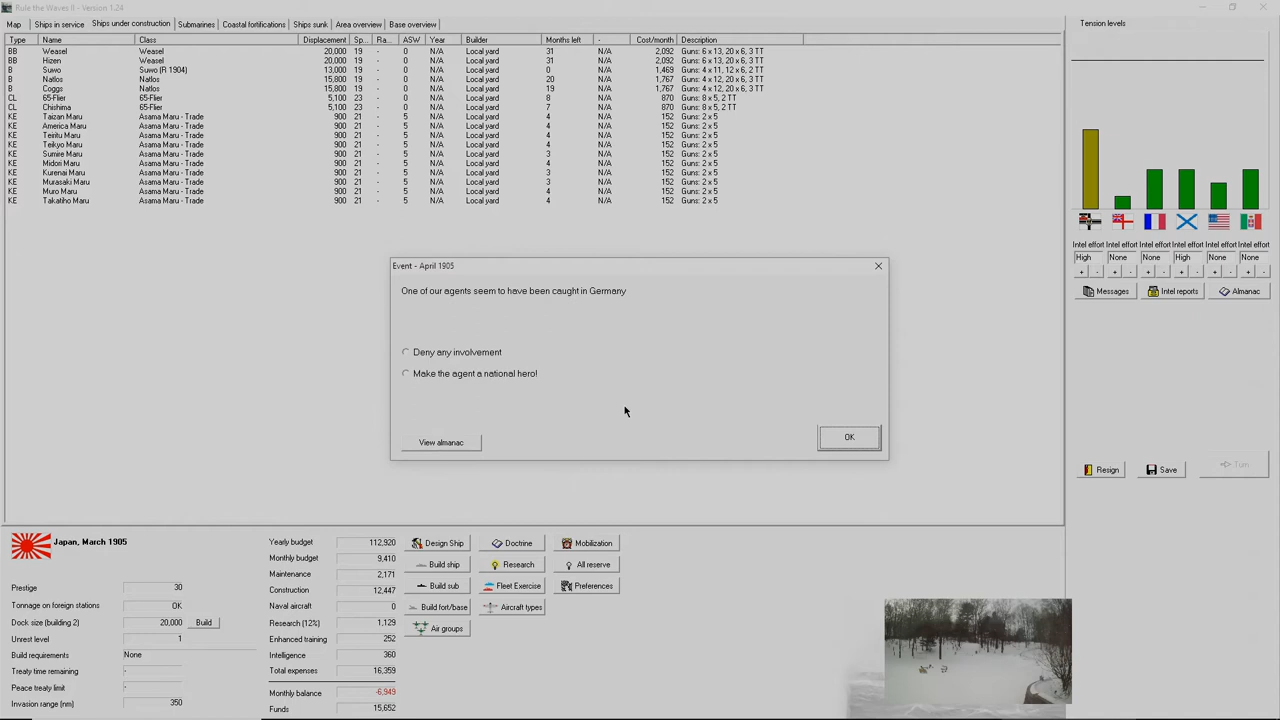 Rule the Waves II - Version 1.24
Map Ships in service Ships under construction Submarines Coastal fortifications Ships sunk Area overview Base overview
Type Name Class Displacement Sp... Ra... ASW Year Builder Months left - Cost/month Description
BB Weasel Weasel 20,000 19 - 0 N/A Local yard 31 N/A 2,092 Guns: 6 x 13, 20 x 6, 3 TT
BB Hizen Weasel 20,000 19 - 0 N/A Local yard 31 N/A 2,092 Guns: 6 x 13, 20 x 6, 3 TT
B Suwo Suwo (R 1904) 13,000 19 - 0 N/A Local yard 0 N/A 1,469 Guns: 4 x 11, 12 x 6, 2 TT
B Natlos Natlos 15,800 19 - 0 N/A Local yard 20 N/A 1,767 Guns: 4 x 12, 20 x 6, 3 TT
B Coggs Natlos 15,800 19 - 0 N/A Local yard 19 N/A 1,767 Guns: 4 x 12, 20 x 6, 3 TT
CL 65-Flier 65-Flier 5,100 23 - 0 N/A Local yard 8 N/A 870 Guns: 8 x 5, 2 TT
CL Chishima 65-Flier 5,100 23 - 0 N/A Local yard 7 N/A 870 Guns: 8 x 5, 2 TT
KE Taizan Maru Asama Maru - Trade 900 21 - 5 N/A Local yard 4 N/A 152 Guns: 2 x 5
KE America Maru Asama Maru - Trade 900 21 - 5 N/A Local yard 4 N/A 152 Guns: 2 x 5
KE Teiritu Maru Asama Maru - Trade 900 21 - 5 N/A Local yard 4 N/A 152 Guns: 2 x 5
KE Teikyo Maru Asama Maru - Trade 900 21 - 5 N/A Local yard 4 N/A 152 Guns: 2 x 5
KE Sumire Maru Asama Maru - Trade 900 21 - 5 N/A Local yard 3 N/A 152 Guns: 2 x 5
KE Midori Maru Asama Maru - Trade 900 21 - 5 N/A Local yard 4 N/A 152 Guns: 2 x 5
KE Kurenai Maru Asama Maru - Trade 900 21 - 5 N/A Local yard 3 N/A 152 Guns: 2 x 5
KE Murasaki Maru Asama Maru - Trade 900 21 - 5 N/A Local yard 3 N/A 152 Guns: 2 x 5
KE Muro Maru Asama Maru - Trade 900 21 - 5 N/A Local yard 4 N/A 152 Guns: 2 x 5
KE Takatiho Maru Asama Maru - Trade 900 21 - 5 N/A Local yard 4 N/A 152 Guns: 2 x 5
Tension levels
Intel effort Intel effort Intel effort Intel effort Intel effort Intel effort
High None None High None None
+ - + - + - + - + - + -
Messages Intel reports Almanac
Resign Save Turn
Event - April 1905
One of our agents seem to have been caught in Germany
Deny any involvement
Make the agent a national hero!
View almanac OK
Japan, March 1905
Prestige 30
Tonnage on foreign stations OK
Dock size (building 2) 20,000 Build
Unrest level 1
Build requirements None
Treaty time remaining -
Peace treaty limit -
Invasion range (nm) 350
Yearly budget 112,920
Monthly budget 9,410
Maintenance 2,171
Construction 12,447
Naval aircraft 0
Research (12%) 1,129
Enhanced training 252
Intelligence 360
Total expenses 16,359
Monthly balance -6,949
Funds 15,652
Design Ship Doctrine Mobilization
Build ship Research All reserve
Build sub Fleet Exercise Preferences
Build fort/base Aircraft types
Air groups